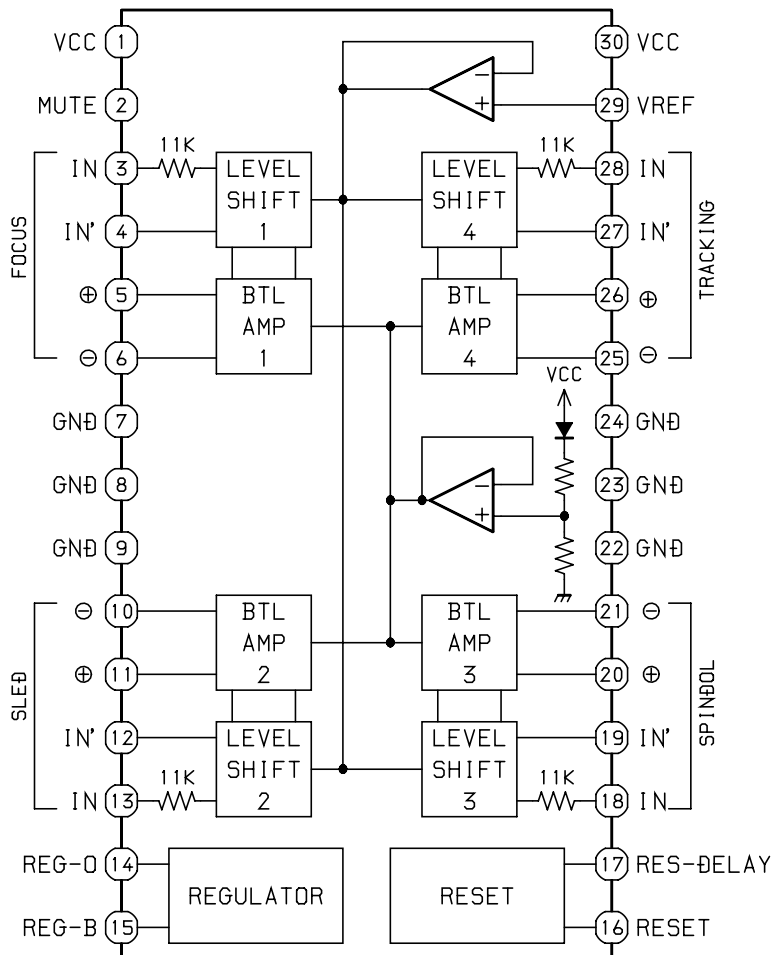 VCC 1 30 VCC
MUTE 2 29 VREF
− +
11K 11K
FOCUS
IN 3 28 IN
IN' 4 27 IN'
⊕ 5 26 ⊕
⊖ 6 25 ⊖
TRACKING
LEVEL
SHIFT
1
LEVEL
SHIFT
4
BTL
AMP
1
BTL
AMP
4
VCC
GND 7 24 GND
GND 8 23 GND
GND 9 22 GND
− +
SLED
⊖ 10 21 ⊖
⊕ 11 20 ⊕
IN' 12 19 IN'
IN 13 18 IN
SPINDOL
BTL
AMP
2
BTL
AMP
3
LEVEL
SHIFT
2
LEVEL
SHIFT
3
11K 11K
REG-O 14 17 RES-DELAY
REGULATOR RESET
REG-B 15 16 RESET